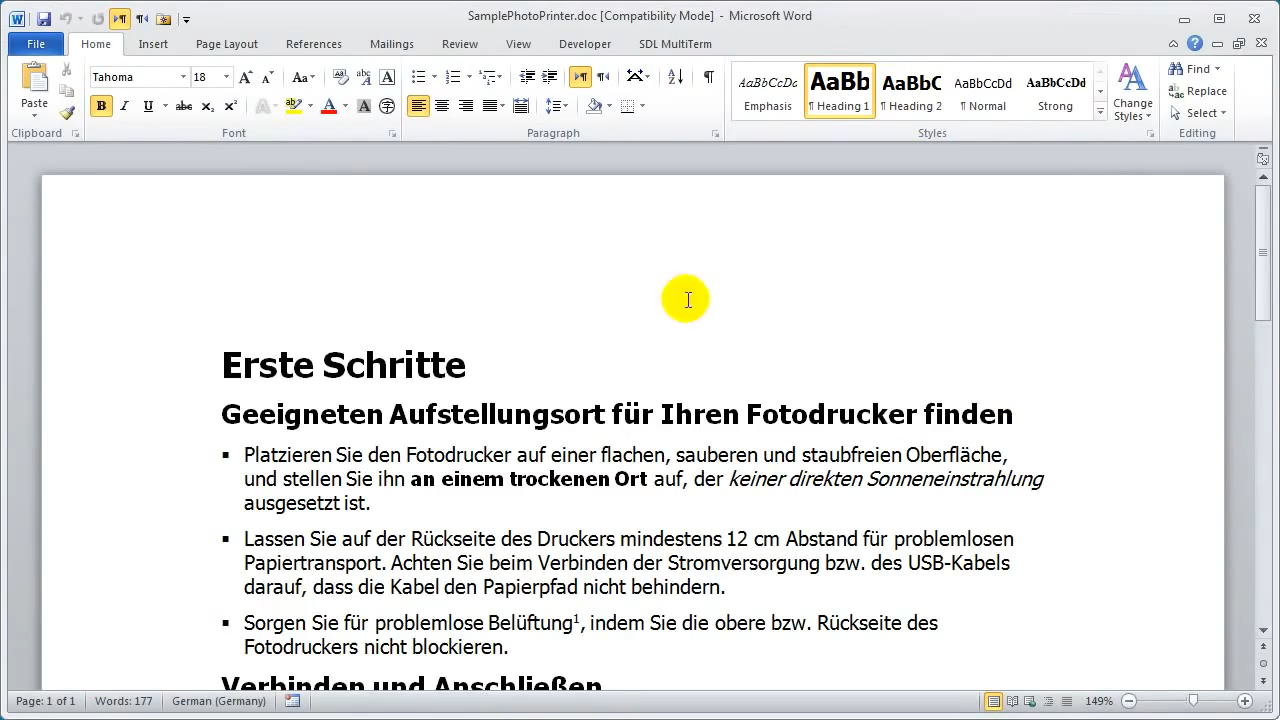 SamplePhotoPrinter.doc [Compatibility Mode] - Microsoft Word
File Home Insert Page Layout References Mailings Review View Developer SDL MultiTerm
Paste
Clipboard
Tahoma 18
Font
Paragraph
AaBbCcDc AaBb AaBbC AaBbCcDd AaBbCcDd
Emphasis ¶ Heading 1 ¶ Heading 2 ¶ Normal Strong
Change Styles
Styles
Find
Replace
Select
Editing
Erste Schritte
Geeigneten Aufstellungsort für Ihren Fotodrucker finden
▪ Platzieren Sie den Fotodrucker auf einer flachen, sauberen und staubfreien Oberfläche,
und stellen Sie ihn an einem trockenen Ort auf, der keiner direkten Sonneneinstrahlung
ausgesetzt ist.
▪ Lassen Sie auf der Rückseite des Druckers mindestens 12 cm Abstand für problemlosen
Papiertransport. Achten Sie beim Verbinden der Stromversorgung bzw. des USB-Kabels
darauf, dass die Kabel den Papierpfad nicht behindern.
▪ Sorgen Sie für problemlose Belüftung¹, indem Sie die obere bzw. Rückseite des
Fotodruckers nicht blockieren.
Verbinden und Anschließen
Page: 1 of 1 Words: 177 German (Germany) 149%